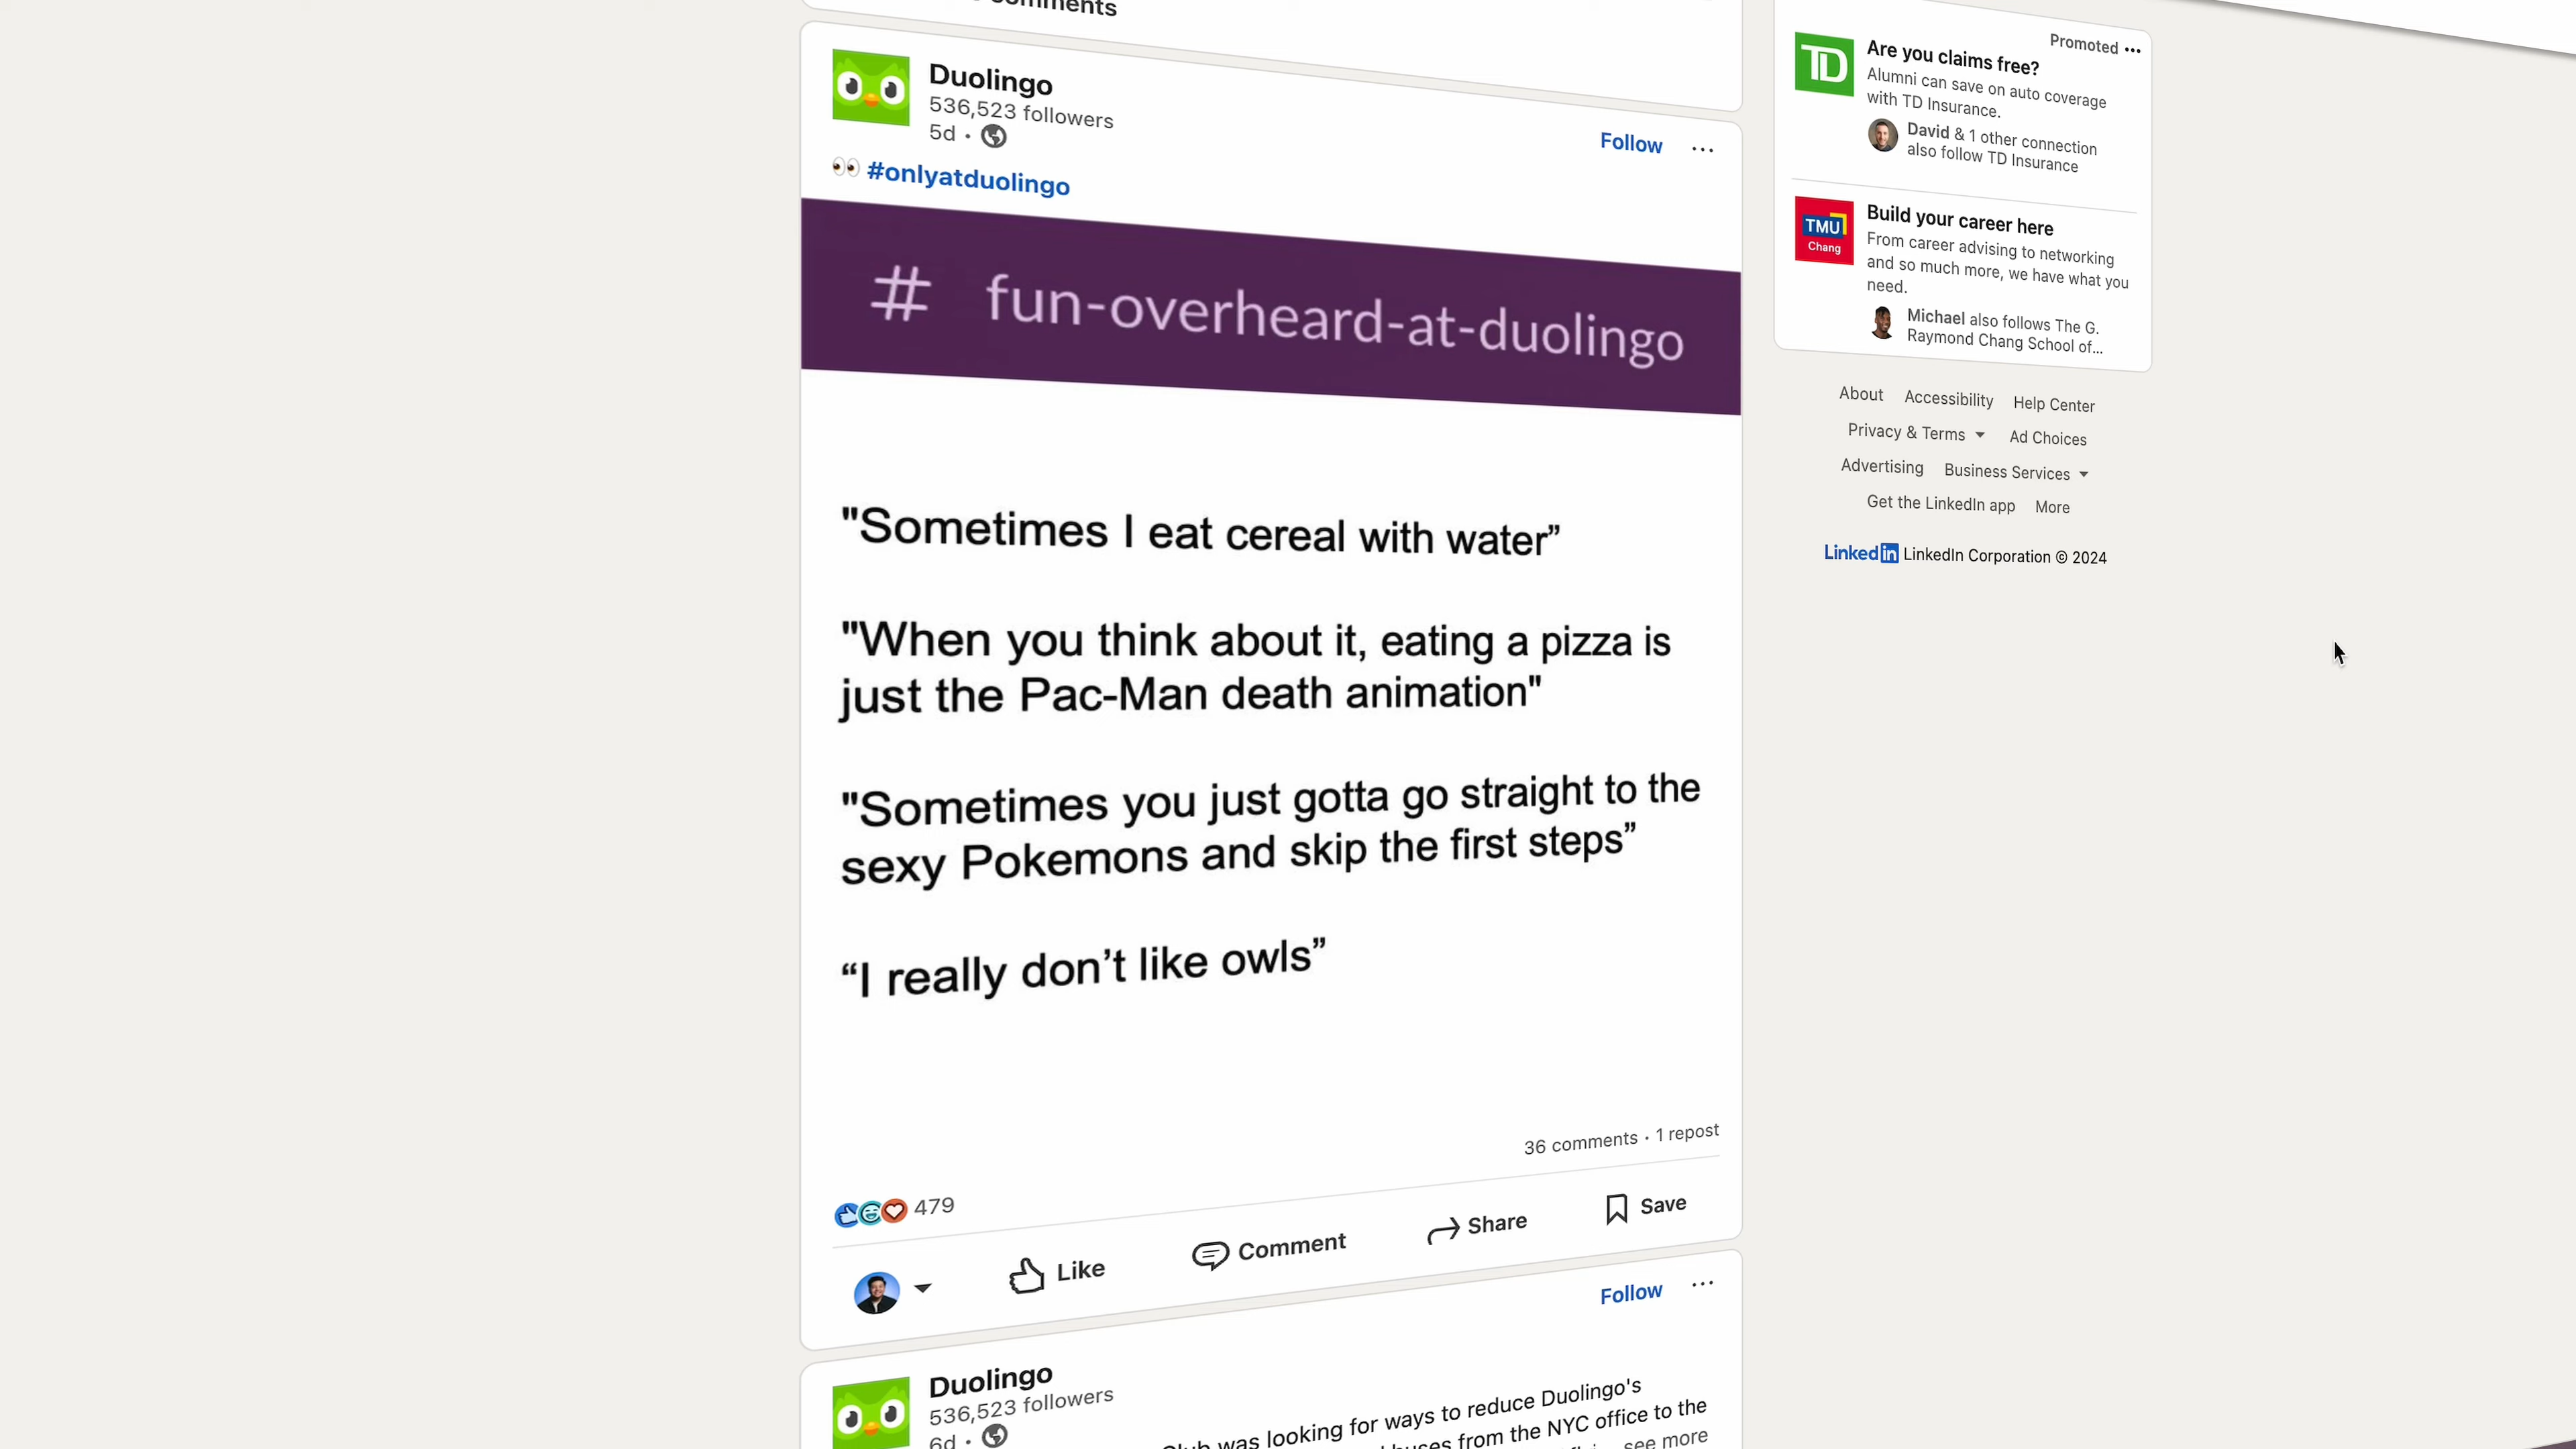 Duolingo
536,523 followers
5d •
Follow
👀 #onlyatduolingo
# fun-overheard-at-duolingo
"Sometimes I eat cereal with water”
"When you think about it, eating a pizza is
just the Pac-Man death animation"
"Sometimes you just gotta go straight to the
sexy Pokemons and skip the first steps”
“I really don’t like owls”
36 comments • 1 repost
479
Like
Comment
Share
Save
Follow
Duolingo
536,523 followers
6d •
was looking for ways to reduce Duolingo's
from the NYC office to the
see more
Promoted
TD
Are you claims free?
Alumni can save on auto coverage
with TD Insurance.
David & 1 other connection
also follow TD Insurance
TMU
Chang
Build your career here
From career advising to networking
and so much more, we have what you
need.
Michael also follows The G.
Raymond Chang School of...
About Accessibility Help Center
Privacy & Terms Ad Choices
Advertising Business Services
Get the LinkedIn app More
LinkedIn LinkedIn Corporation © 2024